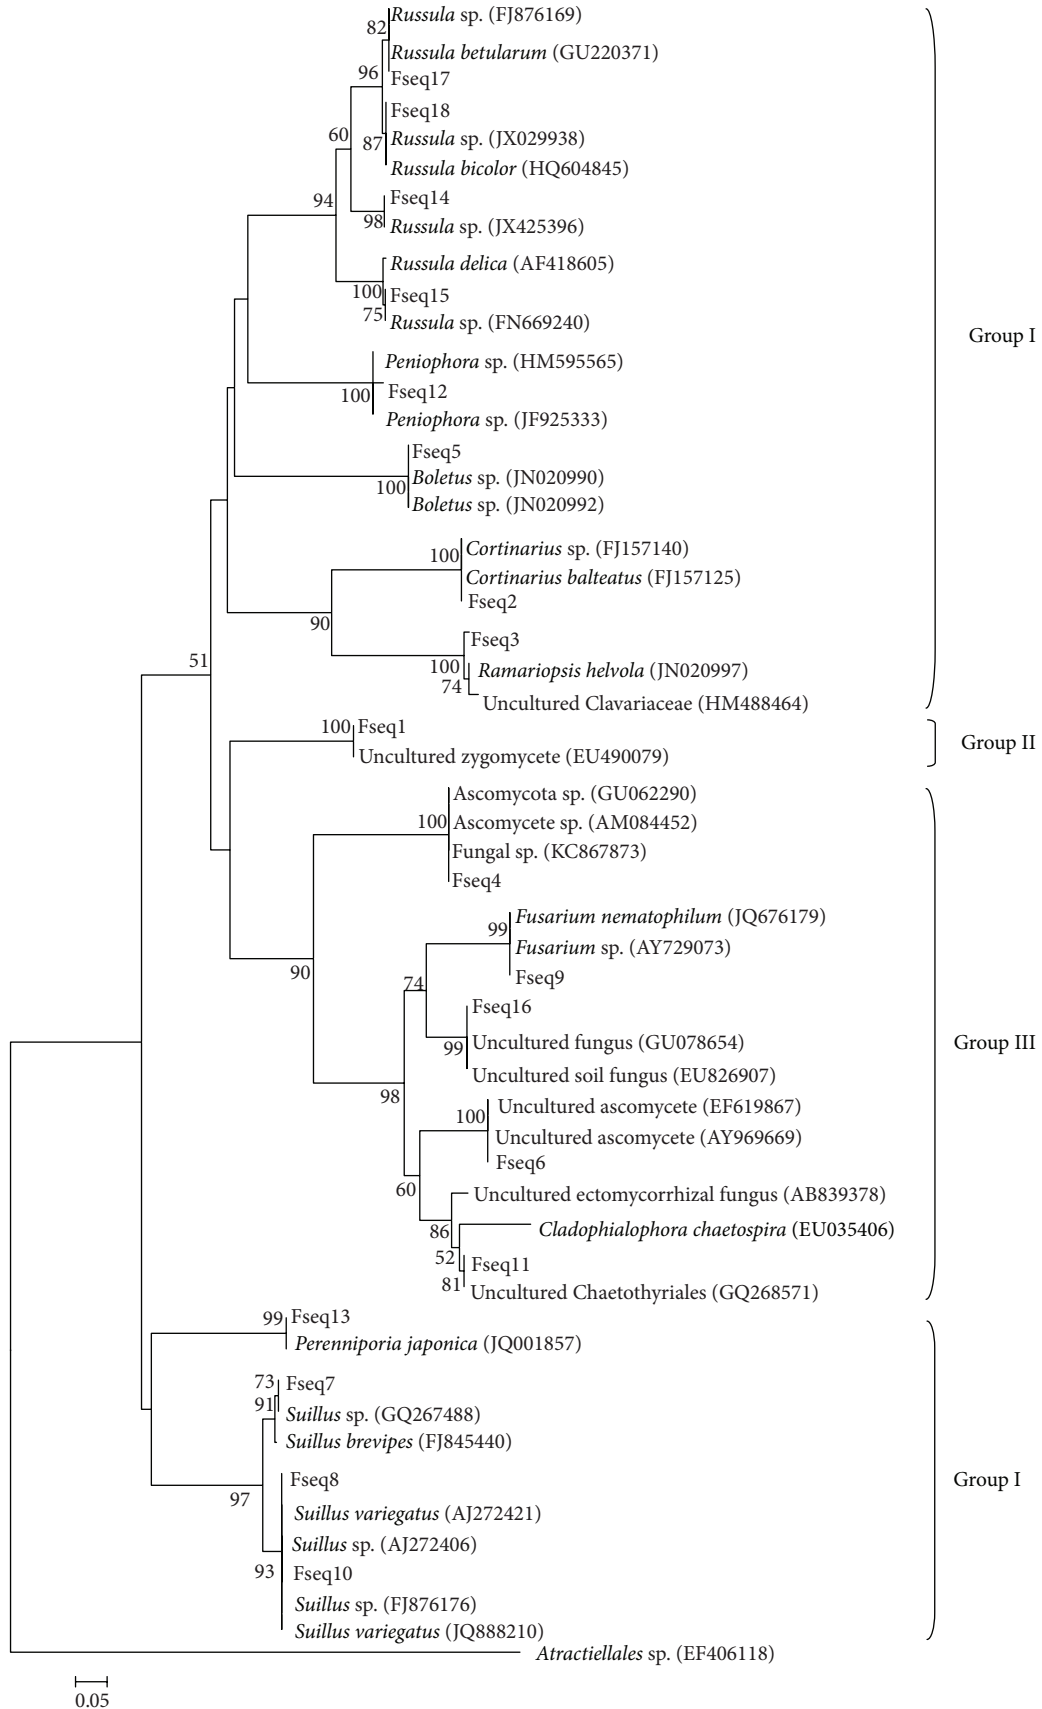 Russula sp. (FJ876169)
82
Russula betularum (GU220371)
96
Fseq17
Fseq18
60
87
Russula sp. (JX029938)
Russula bicolor (HQ604845)
94
Fseq14
98
Russula sp. (JX425396)
Russula delica (AF418605)
100
Fseq15
75
Russula sp. (FN669240)
Group I
Peniophora sp. (HM595565)
100
Fseq12
Peniophora sp. (JF925333)
Fseq5
Boletus sp. (JN020990)
100
Boletus sp. (JN020992)
100
Cortinarius sp. (FJ157140)
Cortinarius balteatus (FJ157125)
Fseq2
90
Fseq3
51
100
Ramariopsis helvola (JN020997)
74
Uncultured Clavariaceae (HM488464)
100
Fseq1
Group II
Uncultured zygomycete (EU490079)
Ascomycota sp. (GU062290)
100
Ascomycete sp. (AM084452)
Fungal sp. (KC867873)
Fseq4
Fusarium nematophilum (JQ676179)
99
Fusarium sp. (AY729073)
90
74
Fseq9
Fseq16
99
Uncultured fungus (GU078654)
Group III
Uncultured soil fungus (EU826907)
98
Uncultured ascomycete (EF619867)
100
Uncultured ascomycete (AY969669)
Fseq6
60
Uncultured ectomycorrhizal fungus (AB839378)
86
Cladophialophora chaetospira (EU035406)
52
Fseq11
81
Uncultured Chaetothyriales (GQ268571)
99
Fseq13
Perenniporia japonica (JQ001857)
73
Fseq7
91
Suillus sp. (GQ267488)
Suillus brevipes (FJ845440)
Fseq8
Group I
97
Suillus variegatus (AJ272421)
Suillus sp. (AJ272406)
93
Fseq10
Suillus sp. (FJ876176)
Suillus variegatus (JQ888210)
Atractiellales sp. (EF406118)
0.05